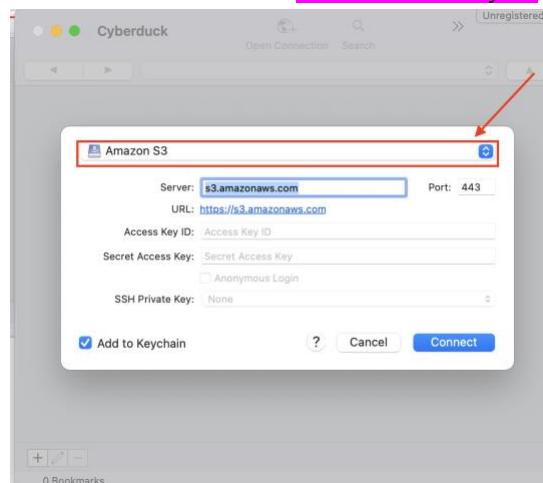 Unregistered
Cyberduck
Open Connection
Search
Amazon S3
Server: s3.amazonaws.com Port: 443
URL: https://s3.amazonaws.com
Access Key ID: Access Key ID
Secret Access Key: Secret Access Key
Anonymous Login
SSH Private Key: None
Add to Keychain ? Cancel Connect
0 Bookmarks